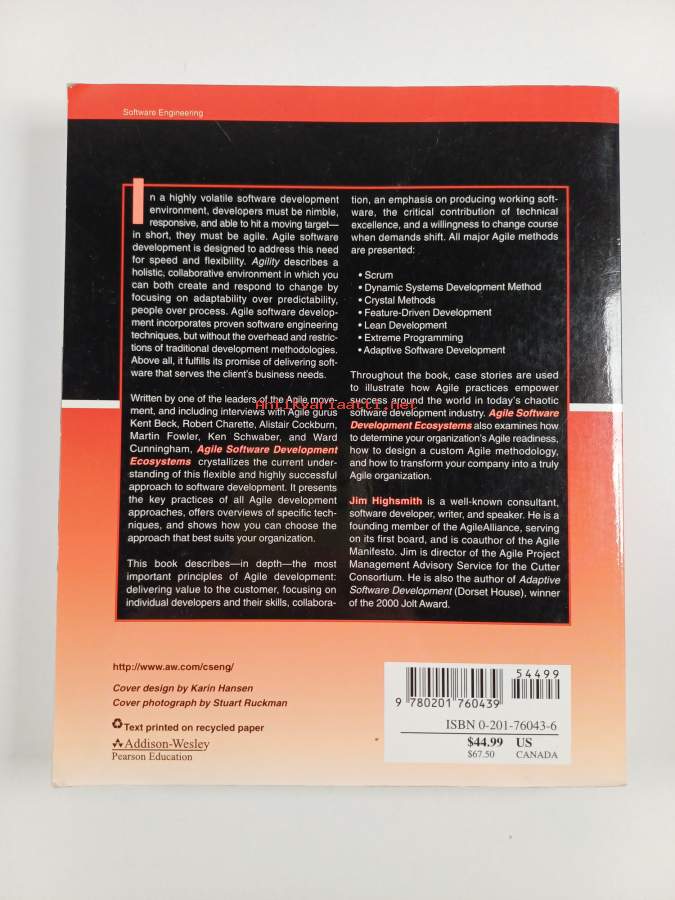 Software Engineering
In a highly volatile software development
environment, developers must be nimble,
responsive, and able to hit a moving target—
in short, they must be agile. Agile software
development is designed to address this need
for speed and flexibility. Agility describes a
holistic, collaborative environment in which you
can both create and respond to change by
focusing on adaptability over predictability,
people over process. Agile software develop-
ment incorporates proven software engineering
techniques, but without the overhead and restric-
tions of traditional development methodologies.
Above all, it fulfills its promise of delivering soft-
ware that serves the client's business needs.
Written by one of the leaders of the Agile move-
ment, and including interviews with Agile gurus
Kent Beck, Robert Charette, Alistair Cockburn,
Martin Fowler, Ken Schwaber, and Ward
Cunningham, Agile Software Development
Ecosystems crystallizes the current under-
standing of this flexible and highly successful
approach to software development. It presents
the key practices of all Agile development
approaches, offers overviews of specific tech-
niques, and shows how you can choose the
approach that best suits your organization.
This book describes—in depth—the most
important principles of Agile development:
delivering value to the customer, focusing on
individual developers and their skills, collabora-
tion, an emphasis on producing working soft-
ware, the critical contribution of technical
excellence, and a willingness to change course
when demands shift. All major Agile methods
are presented:
• Scrum
• Dynamic Systems Development Method
• Crystal Methods
• Feature-Driven Development
• Lean Development
• Extreme Programming
• Adaptive Software Development
Throughout the book, case stories are used
to illustrate how Agile practices empower
success around the world in today's chaotic
software development industry. Agile Software
Development Ecosystems also examines how
to determine your organization's Agile readiness,
how to design a custom Agile methodology,
and how to transform your company into a truly
Agile organization.
Jim Highsmith is a well-known consultant,
software developer, writer, and speaker. He is a
founding member of the AgileAlliance, serving
on its first board, and is coauthor of the Agile
Manifesto. Jim is director of the Agile Project
Management Advisory Service for the Cutter
Consortium. He is also the author of Adaptive
Software Development (Dorset House), winner
of the 2000 Jolt Award.
Antikvariaatti.net
http://www.aw.com/cseng/
Cover design by Karin Hansen
Cover photograph by Stuart Ruckman
Text printed on recycled paper
Addison-Wesley
Pearson Education
54499
9 780201 760439
ISBN 0-201-76043-6
$44.99 US
$67.50 CANADA